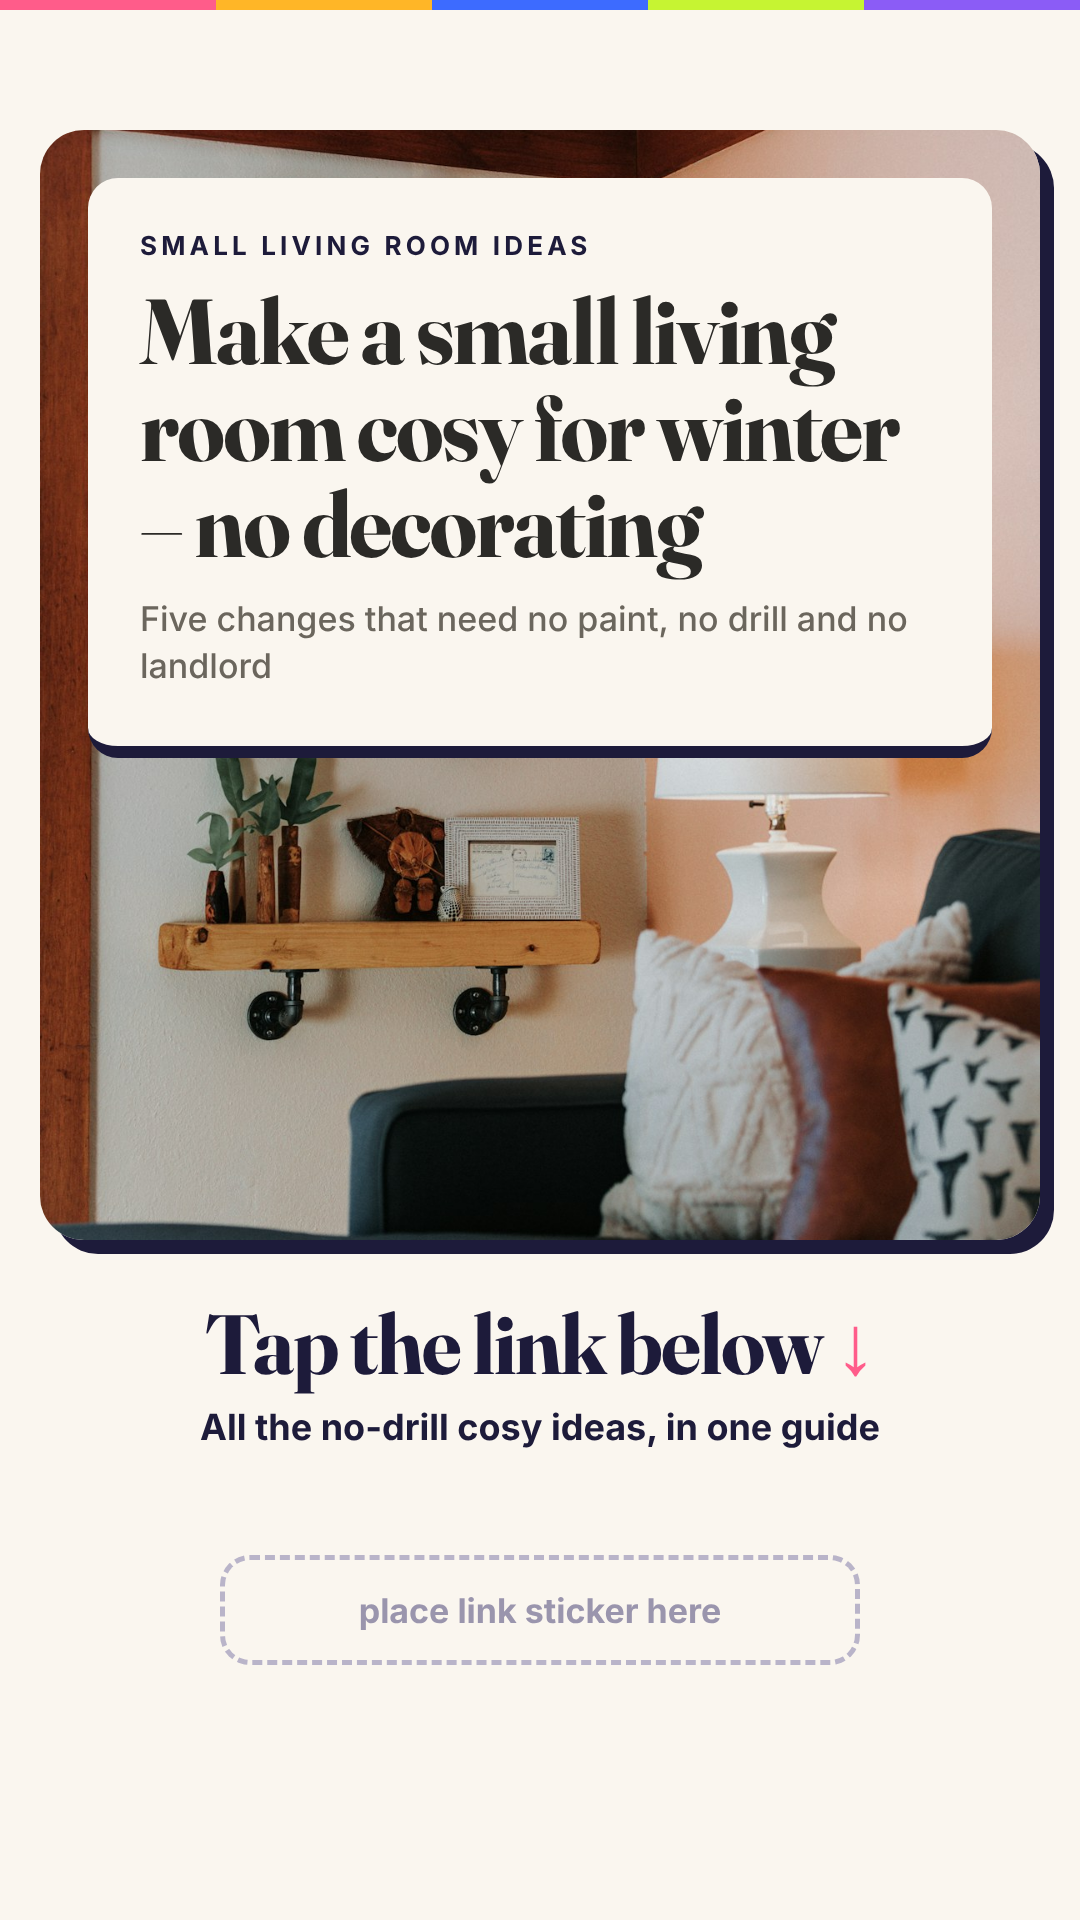 SMALL LIVING ROOM IDEAS
Make a small living
room cosy for winter
– no decorating
Five changes that need no paint, no drill and no
landlord
Tap the link below ↓
All the no-drill cosy ideas, in one guide
place link sticker here